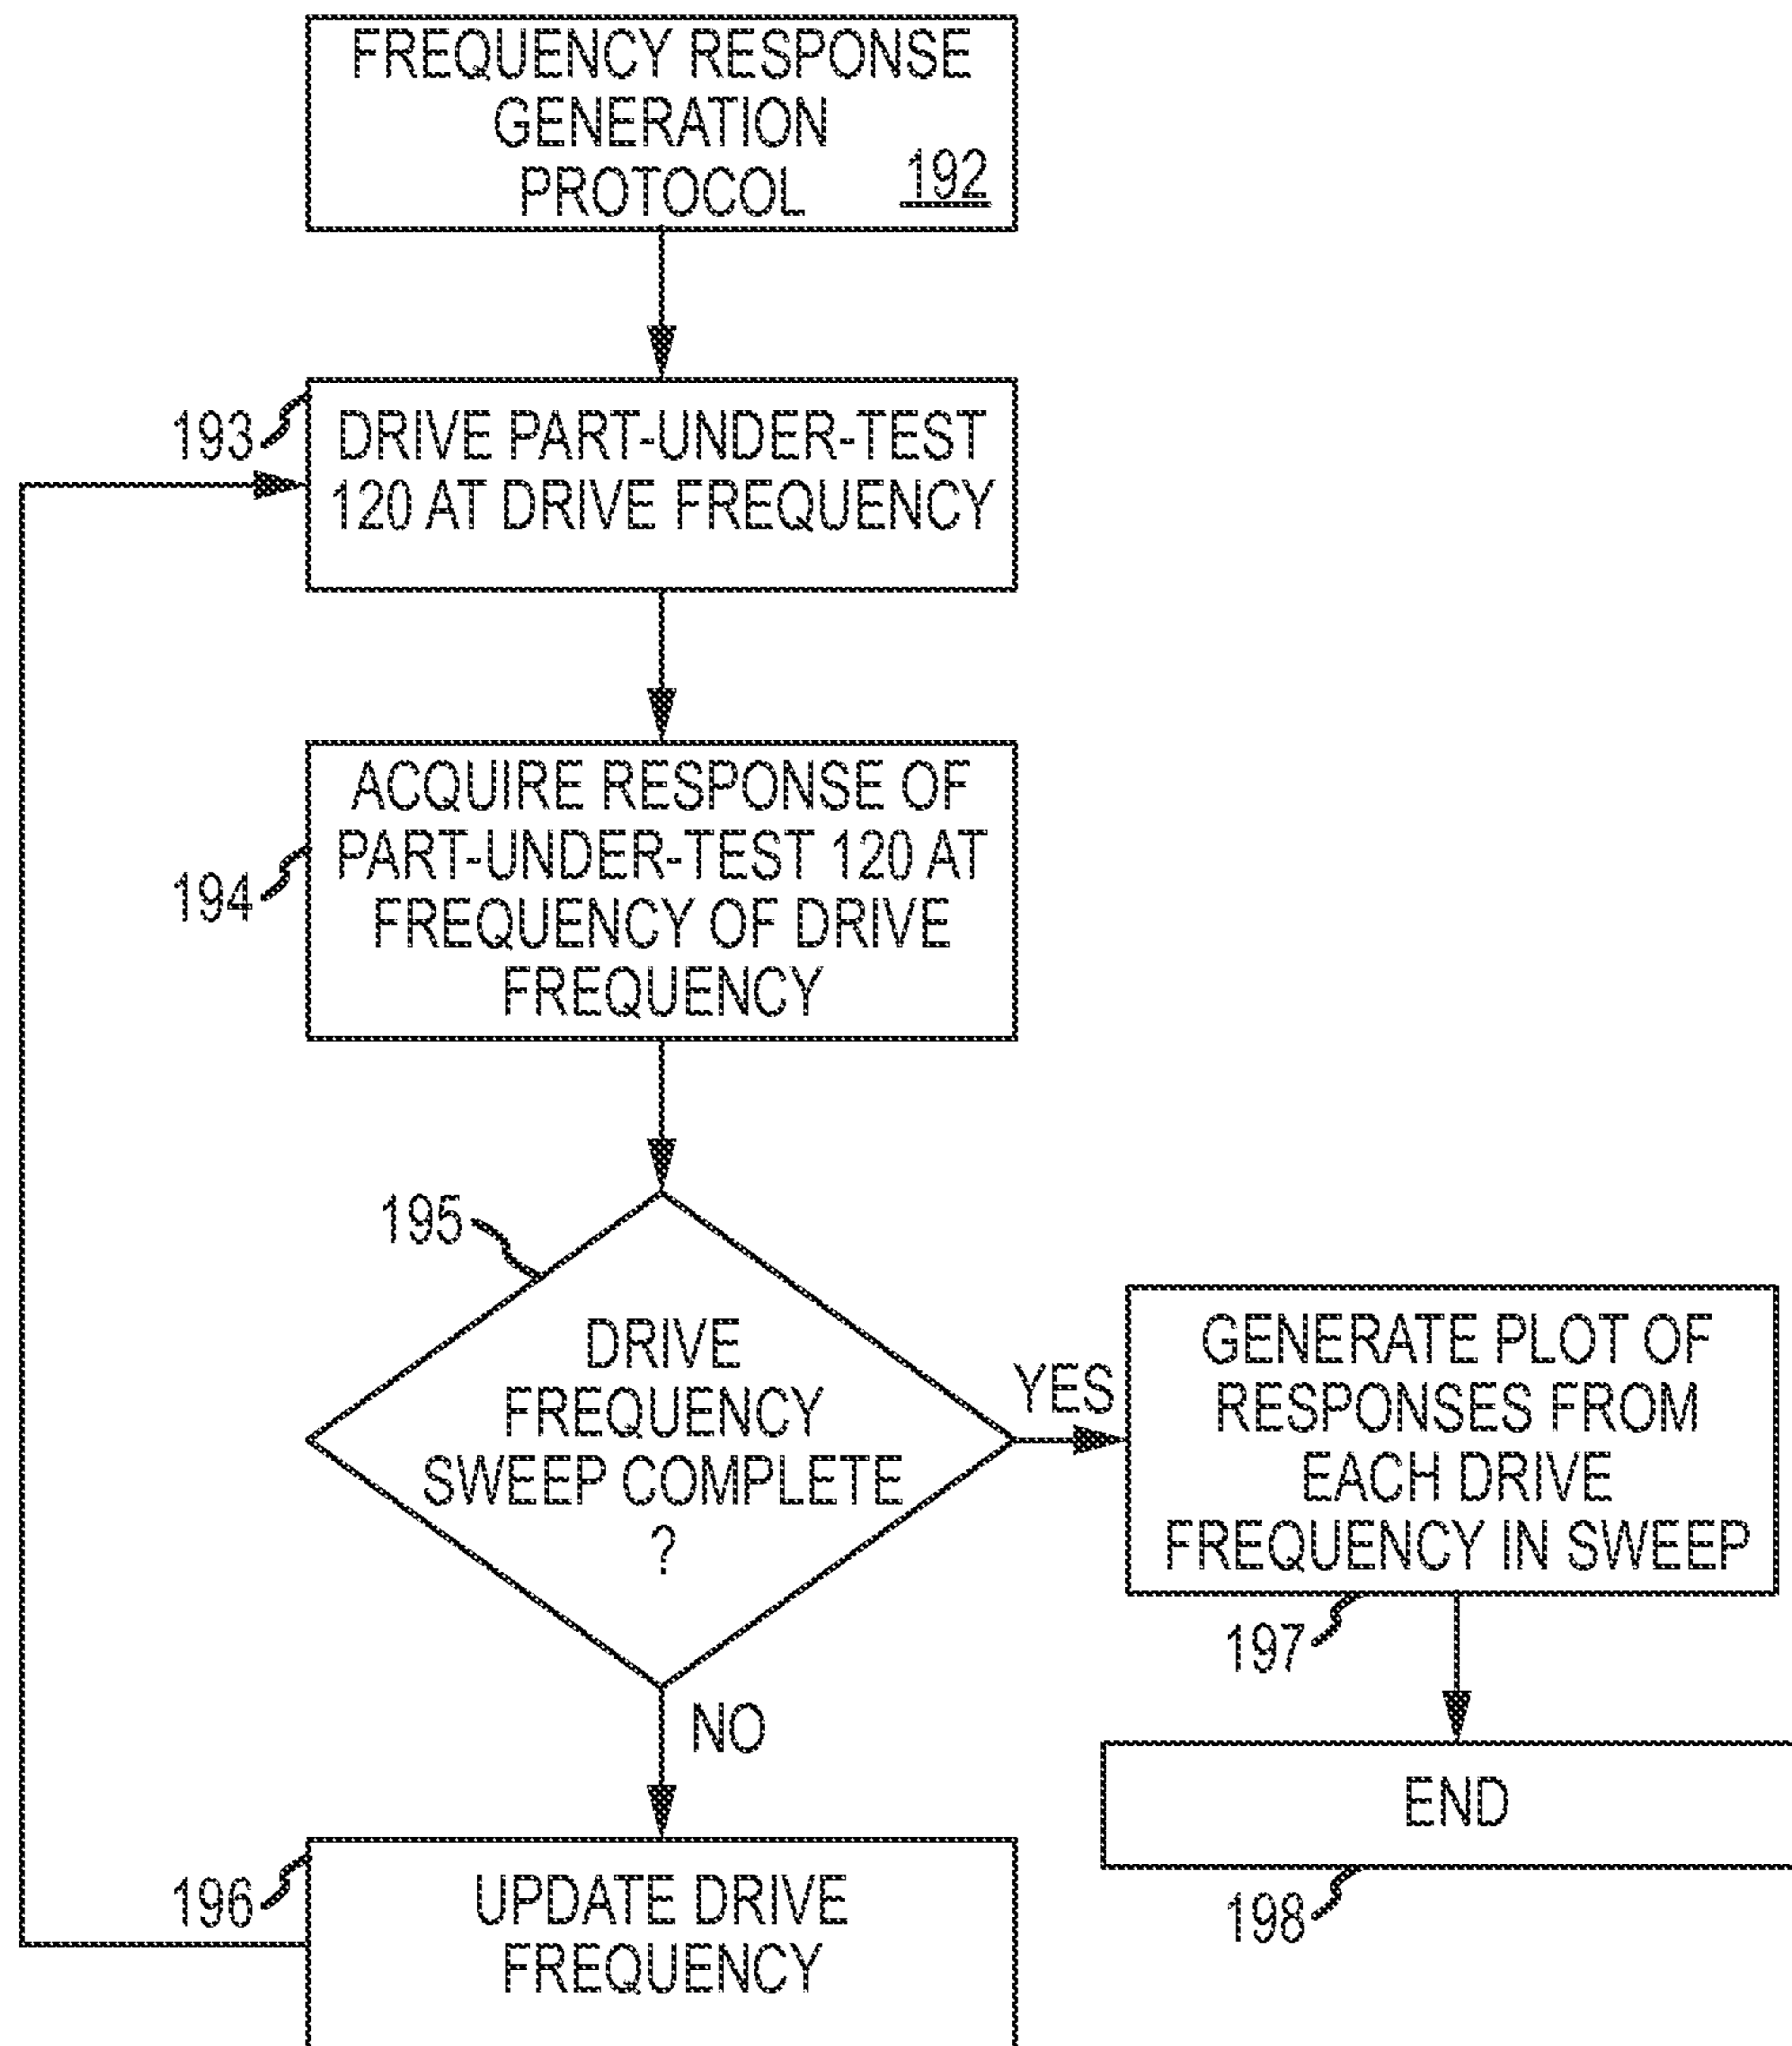 FREQUENCY RESPONSE
GENERATION
PROTOCOL
192
193
DRIVE PART-UNDER-TEST
120 AT DRIVE FREQUENCY
194
ACQUIRE RESPONSE OF
PART-UNDER-TEST 120 AT
FREQUENCY OF DRIVE
FREQUENCY
195
DRIVE
FREQUENCY
SWEEP COMPLETE
?
YES
GENERATE PLOT OF
RESPONSES FROM
EACH DRIVE
FREQUENCY IN SWEEP
197
NO
END
198
196
UPDATE DRIVE
FREQUENCY